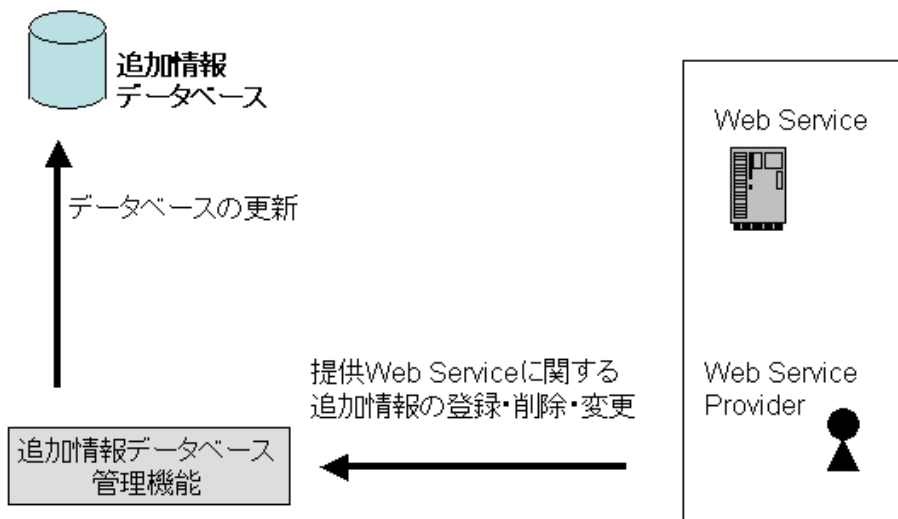 追加情報
データベース
Web Service
データベースの更新
提供Web Serviceに関する
追加情報の登録・削除・変更
Web Service
Provider
追加情報データベース
管理機能